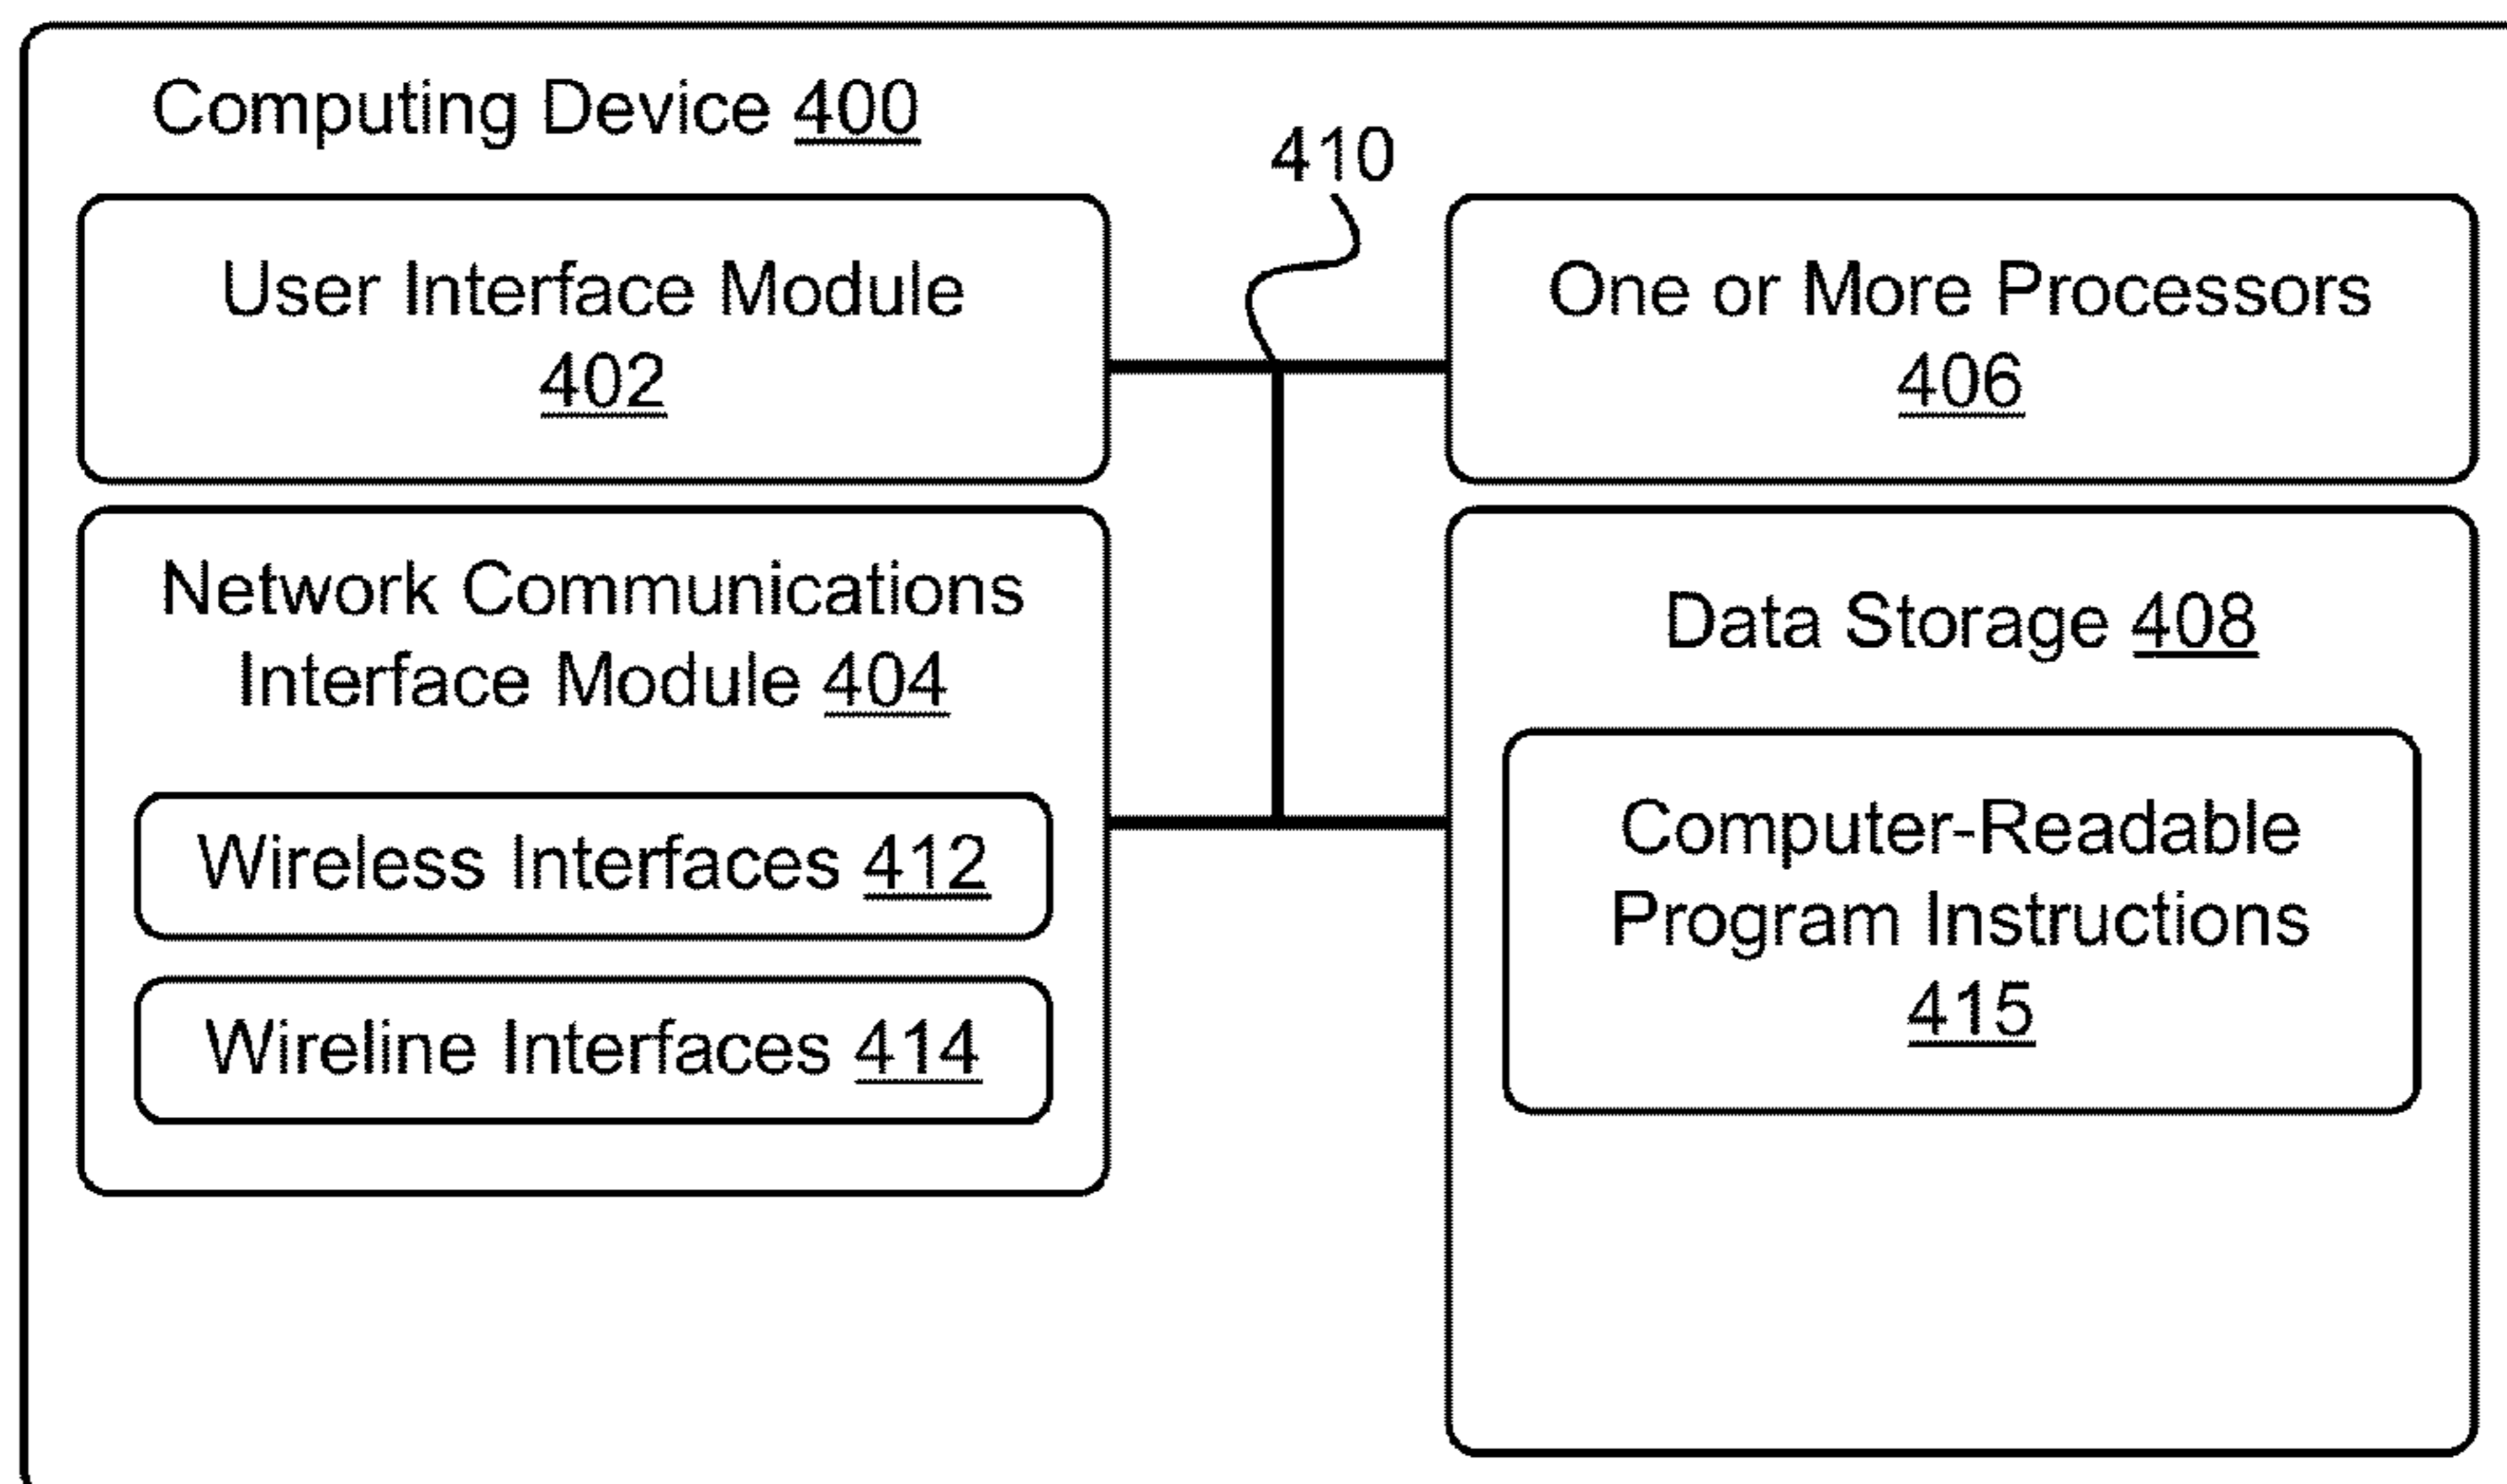 Computing Device 400
410
User Interface Module
402
One or More Processors
406
Network Communications
Interface Module 404
Wireless Interfaces 412
Wireline Interfaces 414
Data Storage 408
Computer-Readable
Program Instructions
415